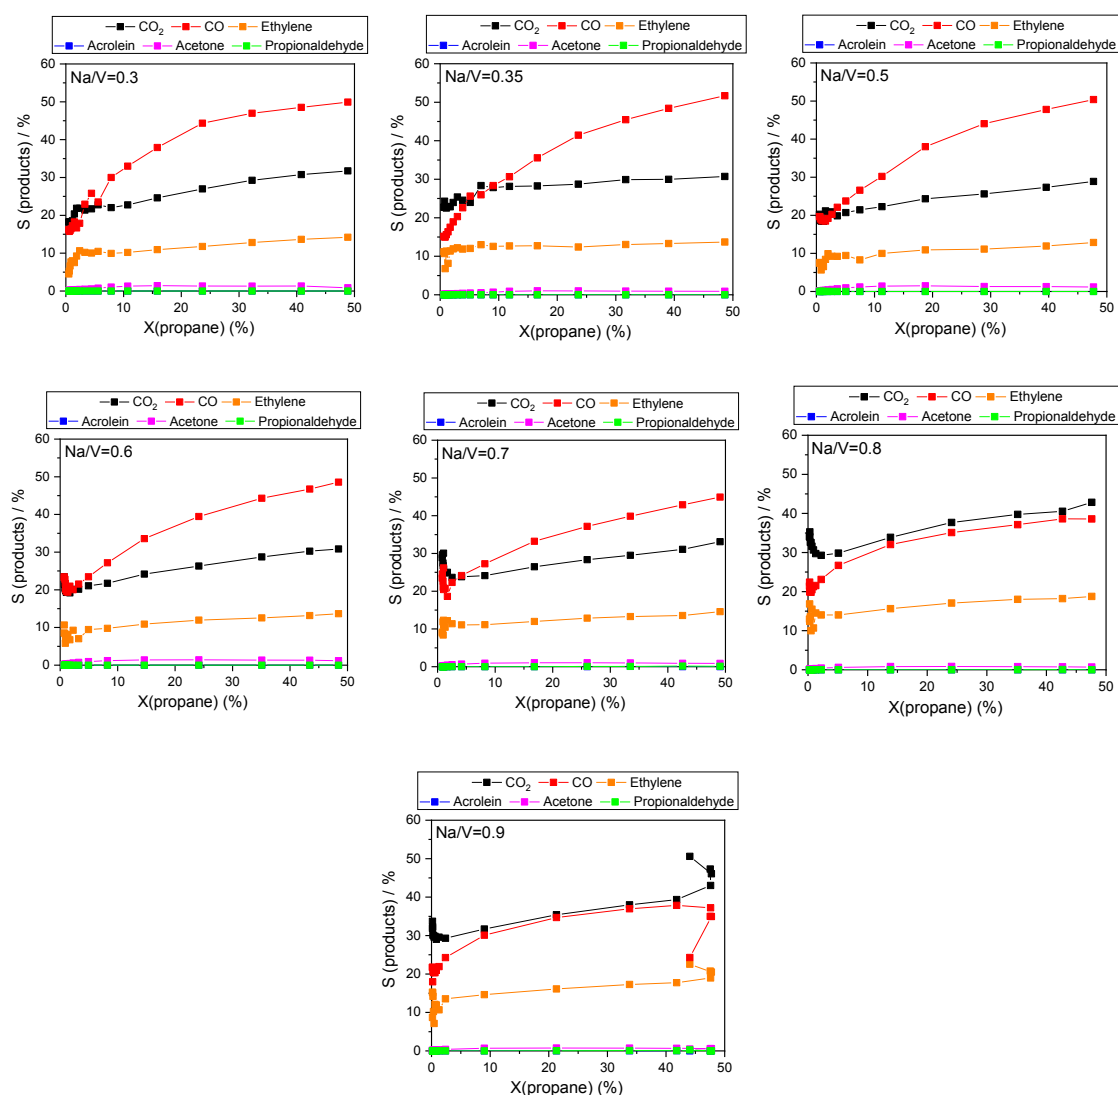 CO2 CO Ethylene
Acrolein Acetone Propionaldehyde
Na/V=0.3
S (products) / %
60
50
40
30
20
10
0
0 10 20 30 40 50
X(propane) (%)
CO2 CO Ethylene
Acrolein Acetone Propionaldehyde
Na/V=0.35
S (products) / %
60
50
40
30
20
10
0
0 10 20 30 40 50
X(propane) (%)
CO2 CO Ethylene
Acrolein Acetone Propionaldehyde
Na/V=0.5
S (products) / %
60
50
40
30
20
10
0
0 10 20 30 40 50
X(propane) (%)
CO2 CO Ethylene
Acrolein Acetone Propionaldehyde
Na/V=0.6
S (products) / %
60
50
40
30
20
10
0
0 10 20 30 40 50
X(propane) (%)
CO2 CO Ethylene
Acrolein Acetone Propionaldehyde
Na/V=0.7
S (products) / %
60
50
40
30
20
10
0
0 10 20 30 40 50
X(propane) (%)
CO2 CO Ethylene
Acrolein Acetone Propionaldehyde
Na/V=0.8
S (products) / %
60
50
40
30
20
10
0
0 10 20 30 40 50
X(propane) (%)
CO2 CO Ethylene
Acrolein Acetone Propionaldehyde
Na/V=0.9
S (products) / %
60
50
40
30
20
10
0
0 10 20 30 40 50
X(propane) (%)